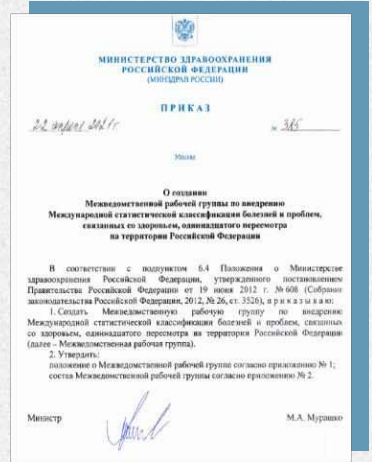 МИНИСТЕРСТВО ЗДРАВООХРАНЕНИЯ
РОССИЙСКОЙ ФЕДЕРАЦИИ
(МИНЗДРАВ РОССИИ)
ПРИКАЗ
22 апреля 2021 г.
№ 385
Москва
О создании
Межведомственной рабочей группы по внедрению
Международной статистической классификации болезней и проблем,
связанных со здоровьем, одиннадцатого пересмотра
на территории Российской Федерации
В соответствии с подпунктом 6.4 Положения о Министерстве
здравоохранения Российской Федерации, утвержденного постановлением
Правительства Российской Федерации от 19 июня 2012 г. № 608 (Собрание
законодательства Российской Федерации, 2012, № 26, ст. 3526), п р и к а з ы в а ю:
1. Создать Межведомственную рабочую группу по внедрению
Международной статистической классификации болезней и проблем, связанных
со здоровьем, одиннадцатого пересмотра на территории Российской Федерации
(далее – Межведомственная рабочая группа).
2. Утвердить:
положение о Межведомственной рабочей группе согласно приложению № 1;
состав Межведомственной рабочей группы согласно приложению № 2.
Министр
М.А. Мурашко